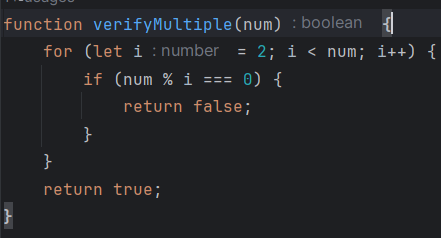 function verifyMultiple(num) : boolean {
    for (let i : number = 2; i < num; i++) {
        if (num % i === 0) {
            return false;
        }
    }
    return true;
}